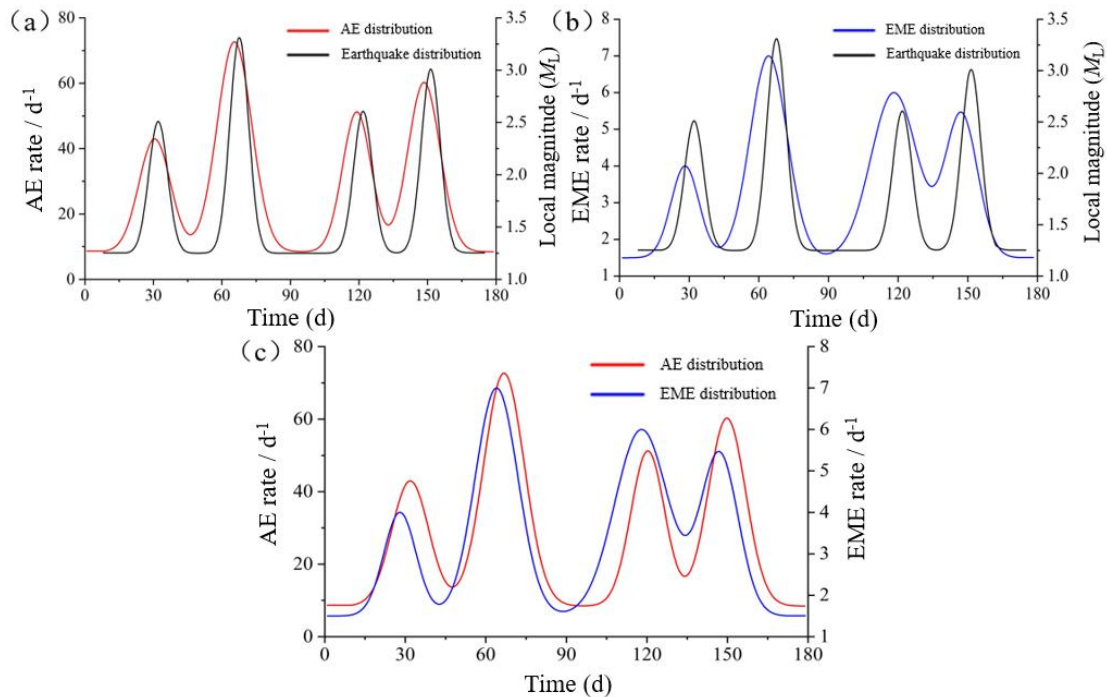 (a)
AE distribution
Earthquake distribution
AE rate / d⁻¹
80
60
40
20
0
Local magnitude (M_L)
3.5
3.0
2.5
2.0
1.5
1.0
0 30 60 90 120 150 180
Time (d)
(b)
EME distribution
Earthquake distribution
EME rate / d⁻¹
8
7
6
5
4
3
2
1
Local magnitude (M_L)
3.5
3.0
2.5
2.0
1.5
1.0
0 30 60 90 120 150 180
Time (d)
(c)
AE distribution
EME distribution
AE rate / d⁻¹
80
60
40
20
0
EME rate / d⁻¹
8
7
6
5
4
3
2
1
0 30 60 90 120 150 180
Time (d)